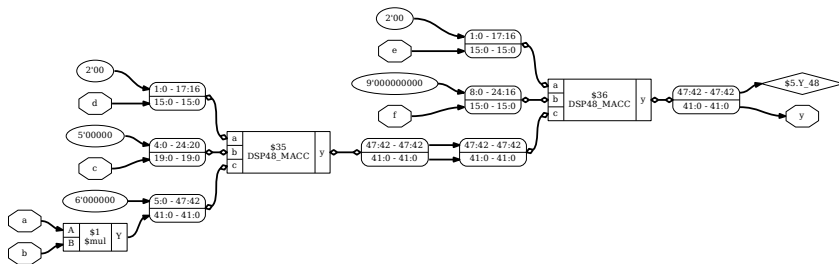 2'00
1:0 - 17:16
e
15:0 - 15:0
9'000000000
8:0 - 24:16
f
15:0 - 15:0
a
b
c
$36
DSP48_MACC
y
47:42 - 47:42
41:0 - 41:0
$5.Y_48
y
2'00
1:0 - 17:16
d
15:0 - 15:0
5'00000
4:0 - 24:20
c
19:0 - 19:0
a
b
c
$35
DSP48_MACC
y
47:42 - 47:42
41:0 - 41:0
47:42 - 47:42
41:0 - 41:0
6'000000
5:0 - 47:42
41:0 - 41:0
a
b
A
B
$1
$mul
Y